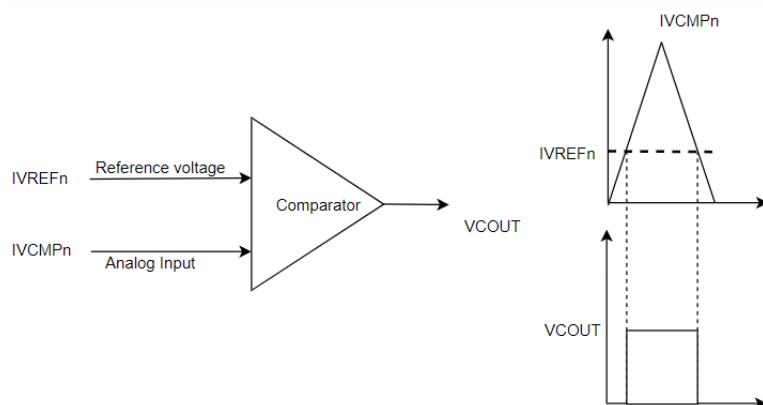 IVREFn
Reference voltage
Comparator
VCOUT
IVCMPn
Analog Input
IVCMPn
IVREFn
VCOUT